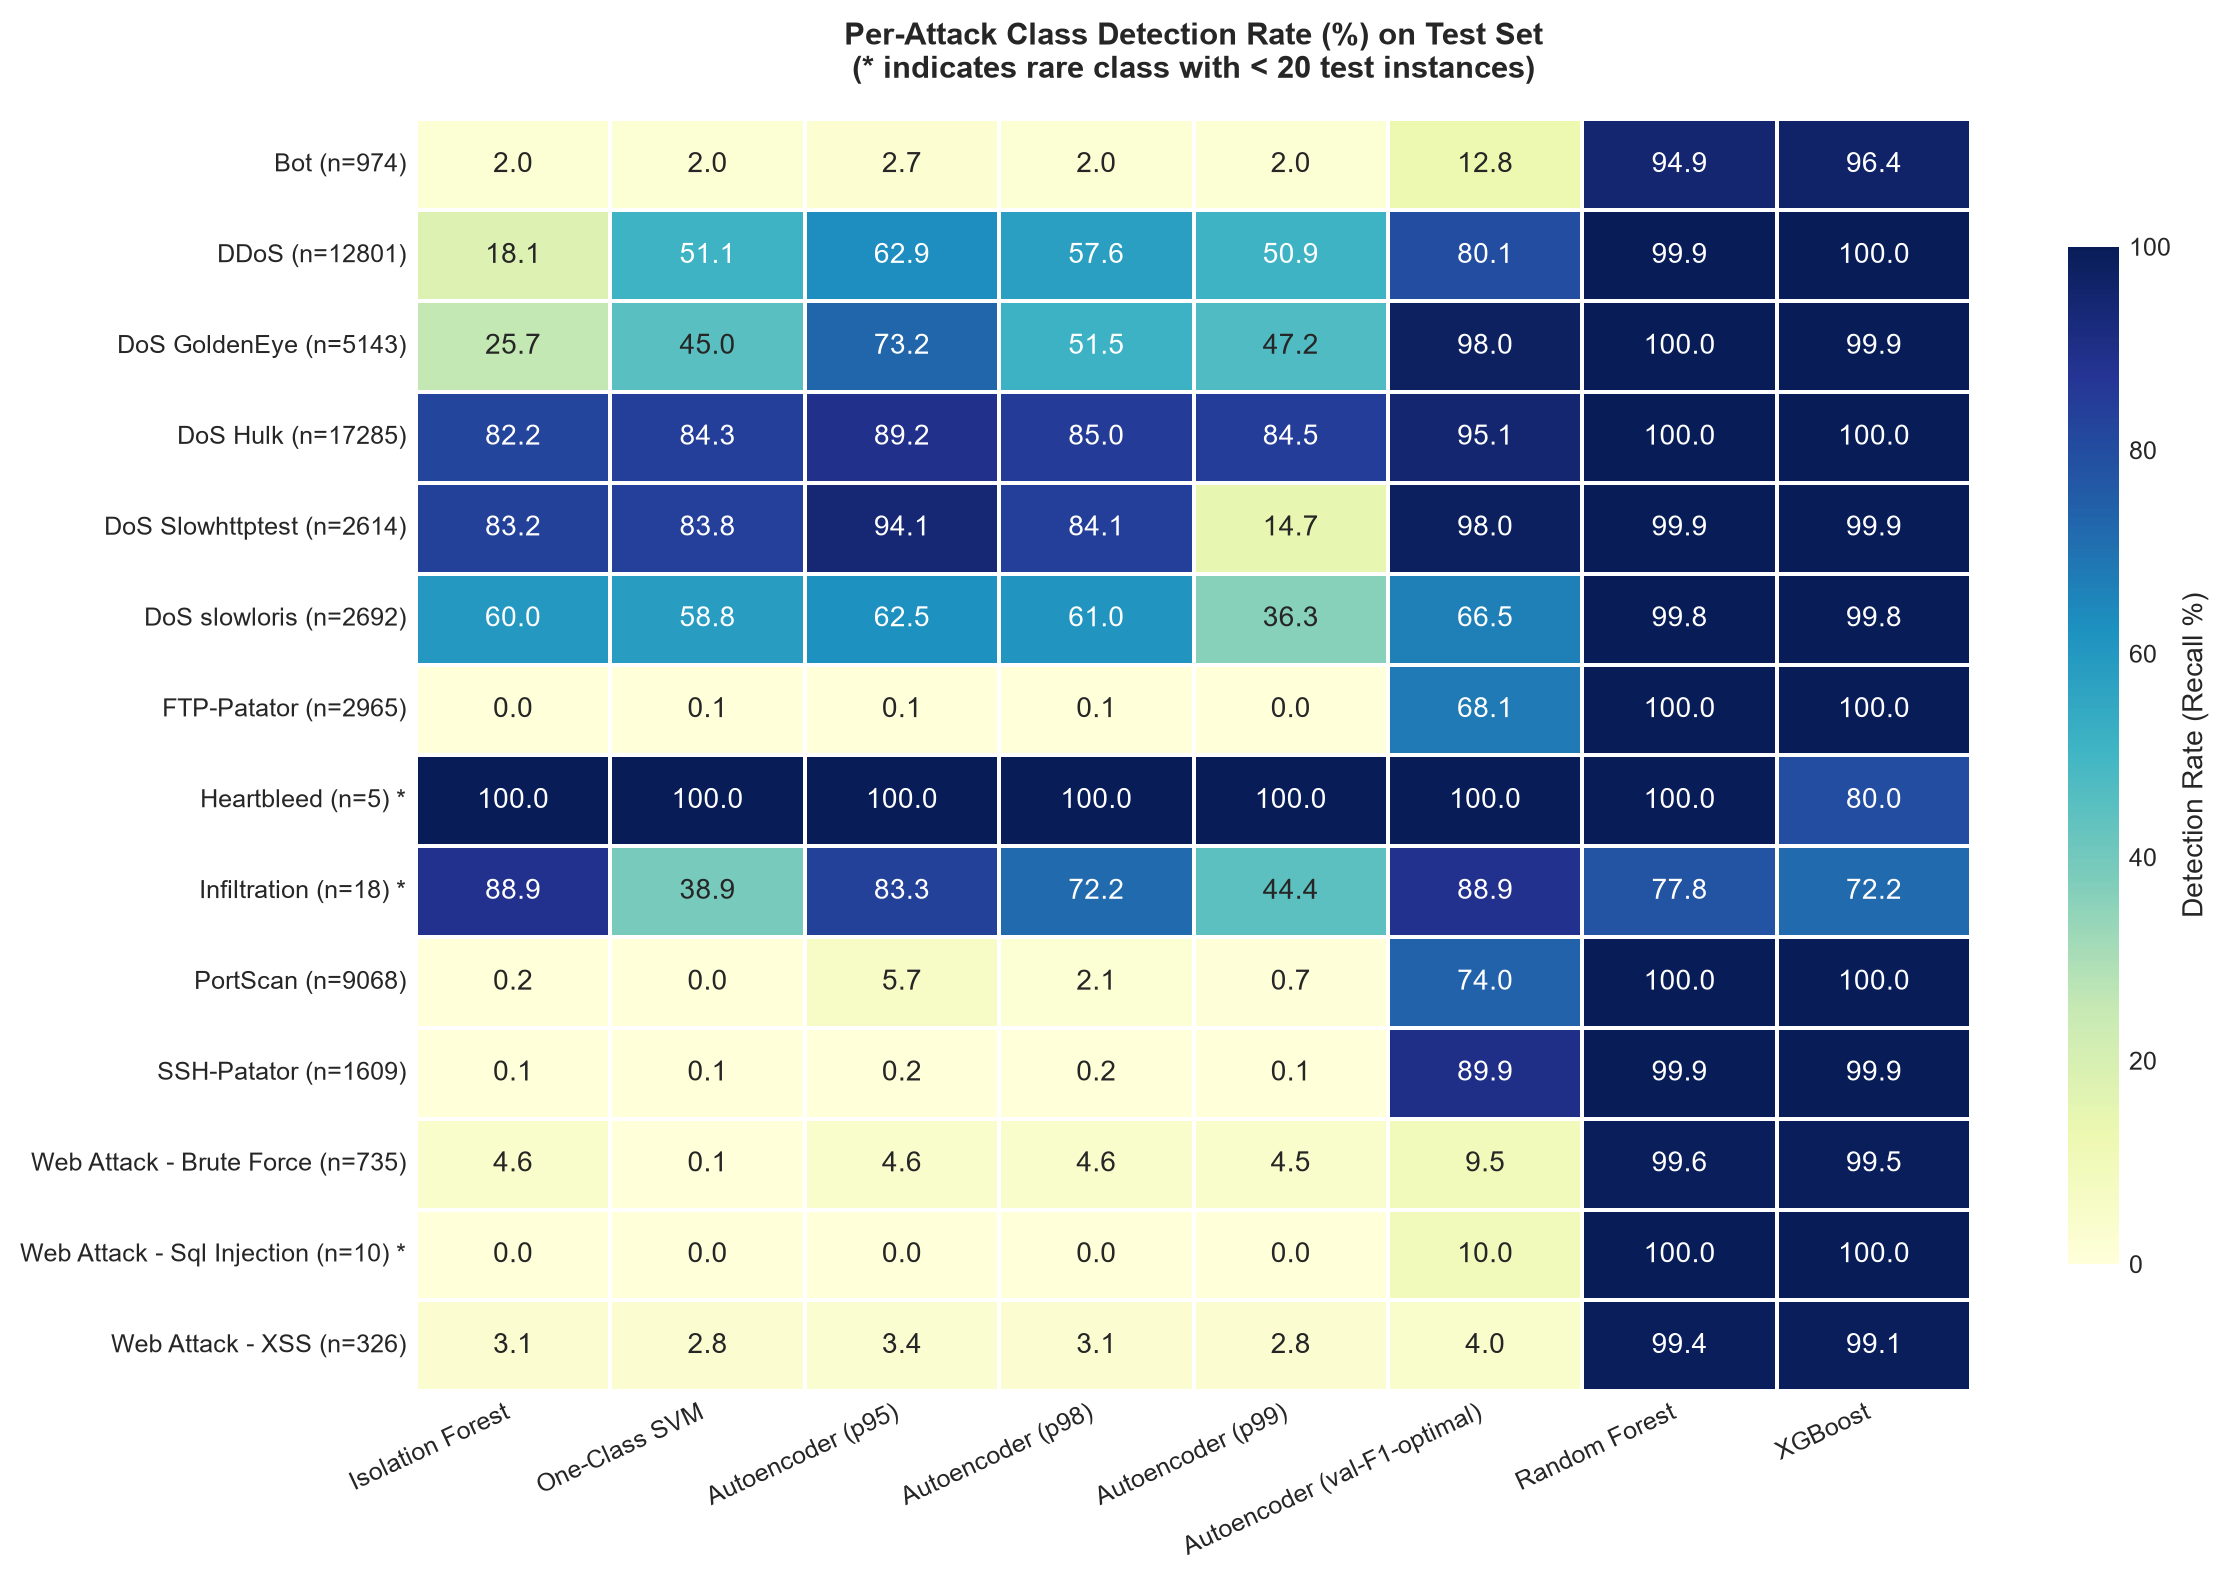 Per-Attack Class Detection Rate (%) on Test Set
(* indicates rare class with < 20 test instances)
Bot (n=974) 2.0 2.0 2.7 2.0 2.0 12.8 94.9 96.4
DDoS (n=12801) 18.1 51.1 62.9 57.6 50.9 80.1 99.9 100.0
DoS GoldenEye (n=5143) 25.7 45.0 73.2 51.5 47.2 98.0 100.0 99.9
DoS Hulk (n=17285) 82.2 84.3 89.2 85.0 84.5 95.1 100.0 100.0
DoS Slowhttptest (n=2614) 83.2 83.8 94.1 84.1 14.7 98.0 99.9 99.9
DoS slowloris (n=2692) 60.0 58.8 62.5 61.0 36.3 66.5 99.8 99.8
FTP-Patator (n=2965) 0.0 0.1 0.1 0.1 0.0 68.1 100.0 100.0
Heartbleed (n=5) * 100.0 100.0 100.0 100.0 100.0 100.0 100.0 80.0
Infiltration (n=18) * 88.9 38.9 83.3 72.2 44.4 88.9 77.8 72.2
PortScan (n=9068) 0.2 0.0 5.7 2.1 0.7 74.0 100.0 100.0
SSH-Patator (n=1609) 0.1 0.1 0.2 0.2 0.1 89.9 99.9 99.9
Web Attack - Brute Force (n=735) 4.6 0.1 4.6 4.6 4.5 9.5 99.6 99.5
Web Attack - Sql Injection (n=10) * 0.0 0.0 0.0 0.0 0.0 10.0 100.0 100.0
Web Attack - XSS (n=326) 3.1 2.8 3.4 3.1 2.8 4.0 99.4 99.1
Isolation Forest
One-Class SVM
Autoencoder (p95)
Autoencoder (p98)
Autoencoder (p99)
Autoencoder (val-F1-optimal)
Random Forest
XGBoost
100
80
60
40
20
0
Detection Rate (Recall %)